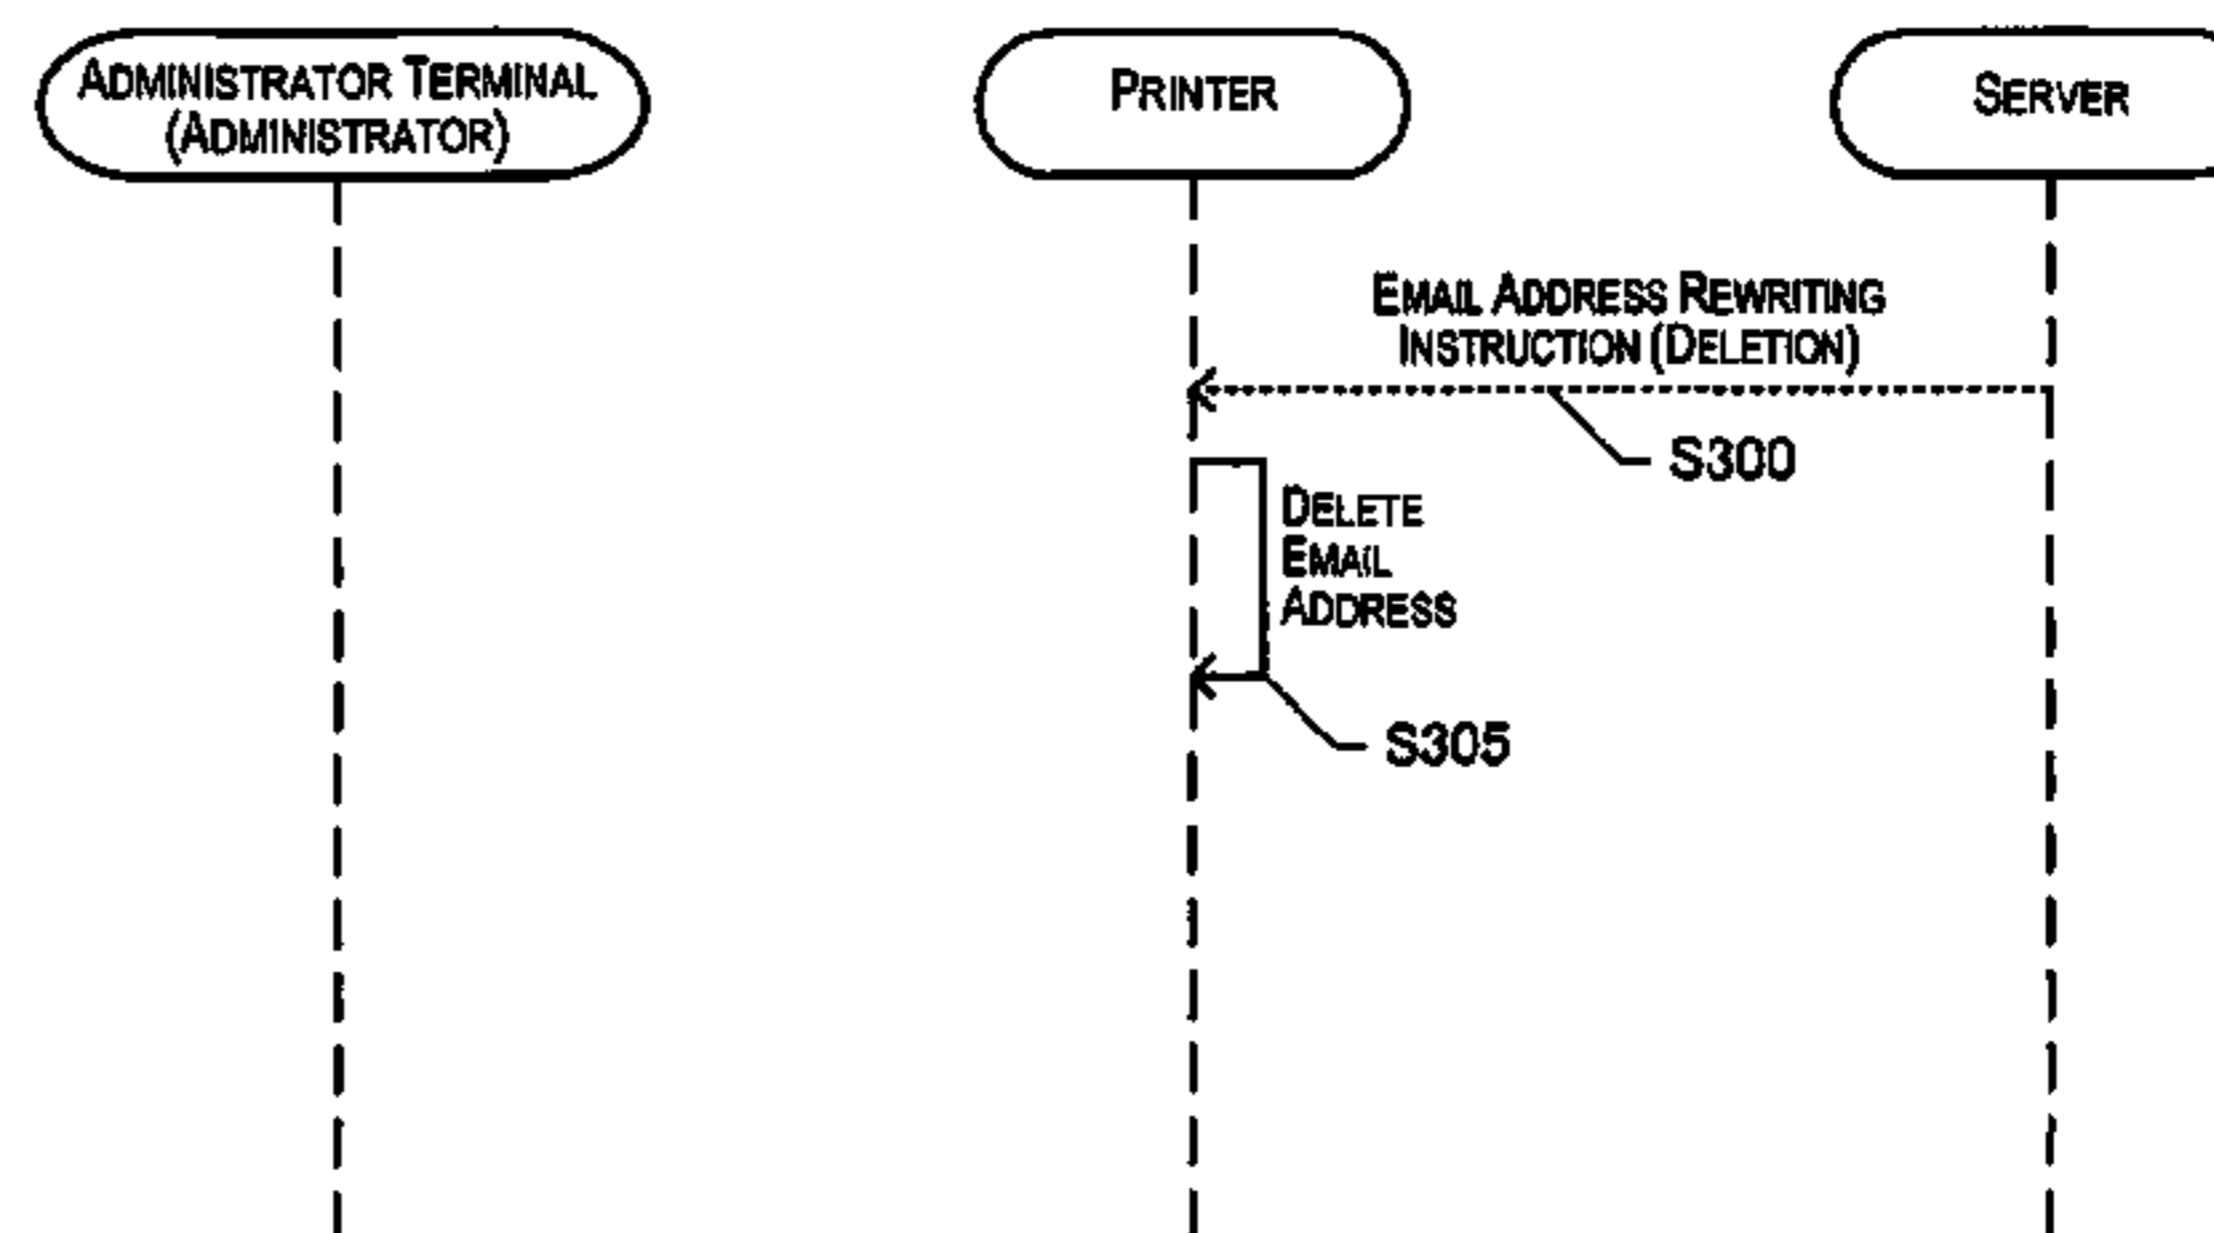 ADMINISTRATOR TERMINAL
(ADMINISTRATOR)
PRINTER
SERVER
EMAIL ADDRESS REWRITING
INSTRUCTION (DELETION)
S300
DELETE
EMAIL
ADDRESS
S305